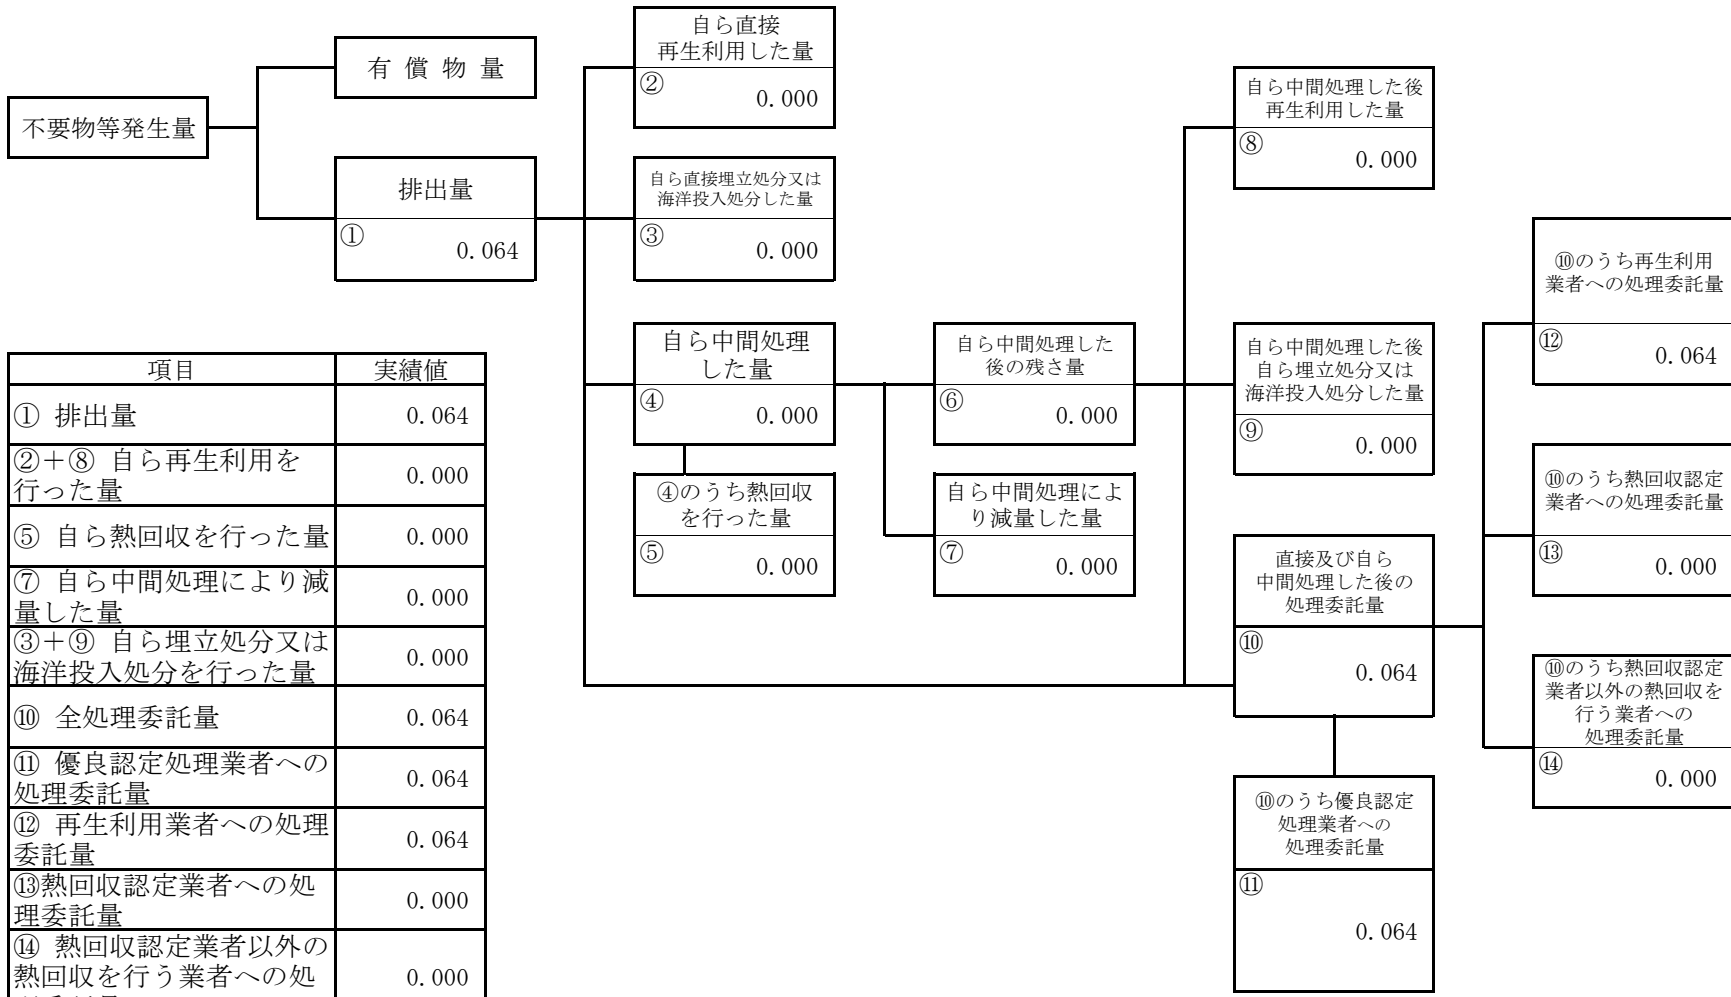 不要物等発生量
有 償 物 量
排出量
①
0.064
自ら直接
再生利用した量
②
0.000
自ら直接埋立処分又は
海洋投入処分した量
③
0.000
自ら中間処理
した量
④
0.000
④のうち熱回収
を行った量
⑤
0.000
自ら中間処理した
後の残さ量
⑥
0.000
自ら中間処理によ
り減量した量
⑦
0.000
自ら中間処理した後
再生利用した量
⑧
0.000
自ら中間処理した後
自ら埋立処分又は
海洋投入処分した量
⑨
0.000
直接及び自ら
中間処理した後の
処理委託量
⑩
0.064
⑩のうち優良認定
処理業者への
処理委託量
⑪
0.064
⑩のうち再生利用
業者への処理委託量
⑫
0.064
⑩のうち熱回収認定
業者への処理委託量
⑬
0.000
⑩のうち熱回収認定
業者以外の熱回収を
行う業者への
処理委託量
⑭
0.000
項目 実績値
① 排出量 0.064
②＋⑧ 自ら再生利用を
行った量 0.000
⑤ 自ら熱回収を行った量 0.000
⑦ 自ら中間処理により減
量した量 0.000
③＋⑨ 自ら埋立処分又は
海洋投入処分を行った量 0.000
⑩ 全処理委託量 0.064
⑪ 優良認定処理業者への
処理委託量 0.064
⑫ 再生利用業者への処理
委託量 0.064
⑬熱回収認定業者への処
理委託量 0.000
⑭ 熱回収認定業者以外の
熱回収を行う業者への処 0.000